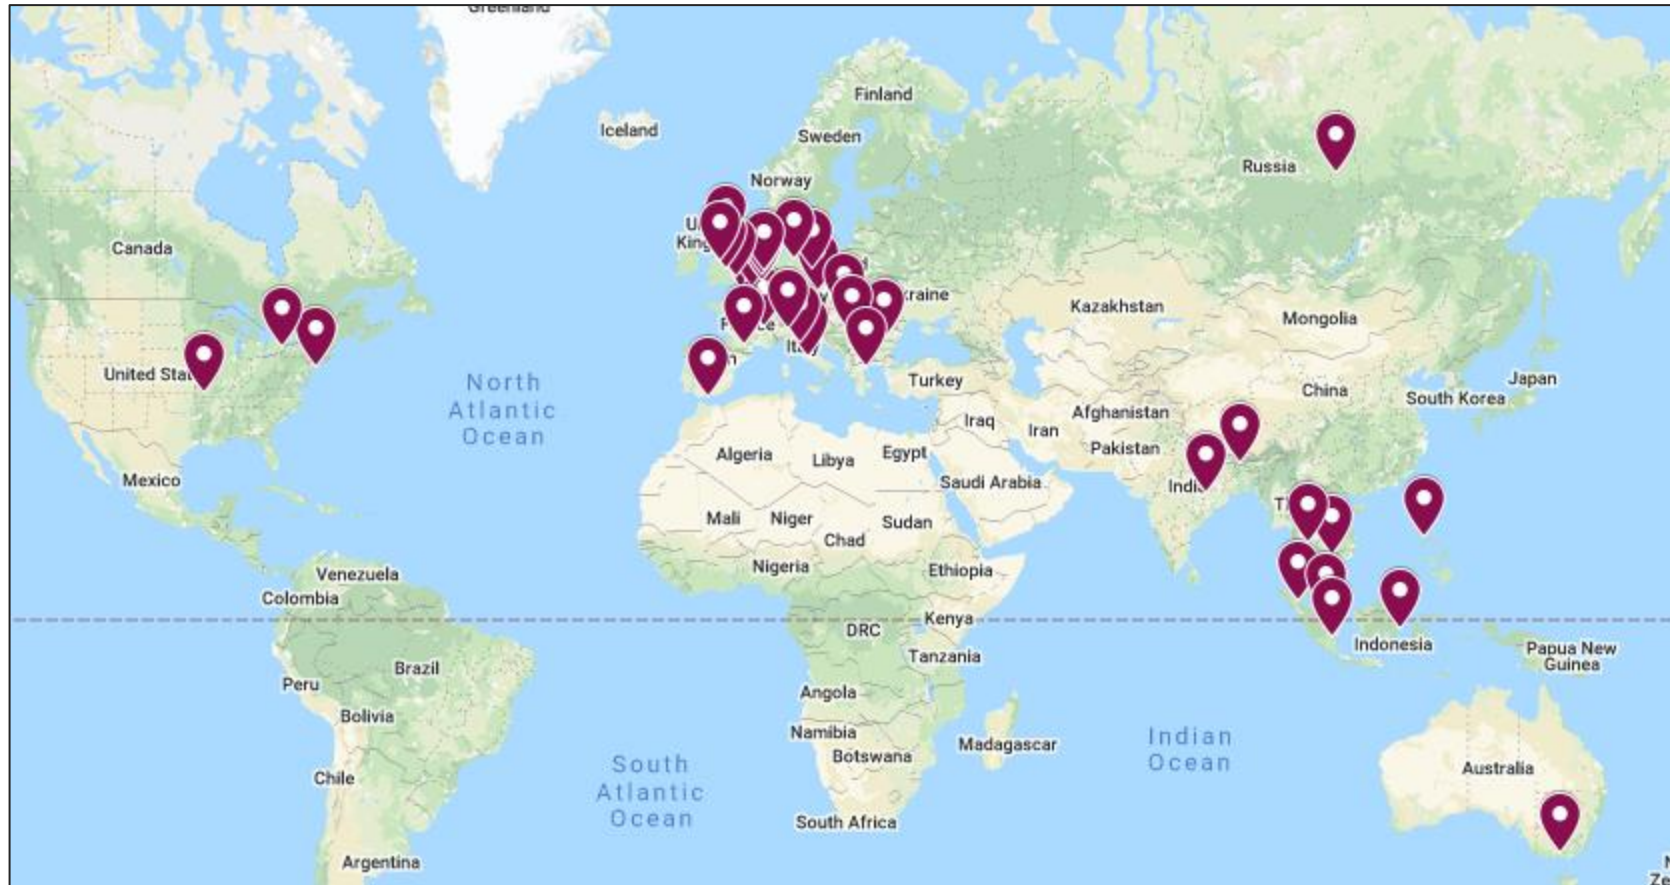 Greenland
Finland
Iceland
Sweden
Norway
Russia
Canada
Kazakhstan
Mongolia
United
Turkey
China
Japan
South Korea
North
Atlantic
Ocean
Afghanistan
Iraq
Iran
Pakistan
Algeria
Libya
Egypt
Saudi Arabia
Mexico
Mali
Niger
Sudan
Chad
Nigeria
Ethiopia
Venezuela
Colombia
Kenya
DRC
Indonesia
Papua New
Guinea
Tanzania
Brazil
Peru
Angola
Bolivia
Namibia
Botswana
Madagascar
Indian
Ocean
Chile
South
Atlantic
Ocean
Australia
South Africa
Argentina